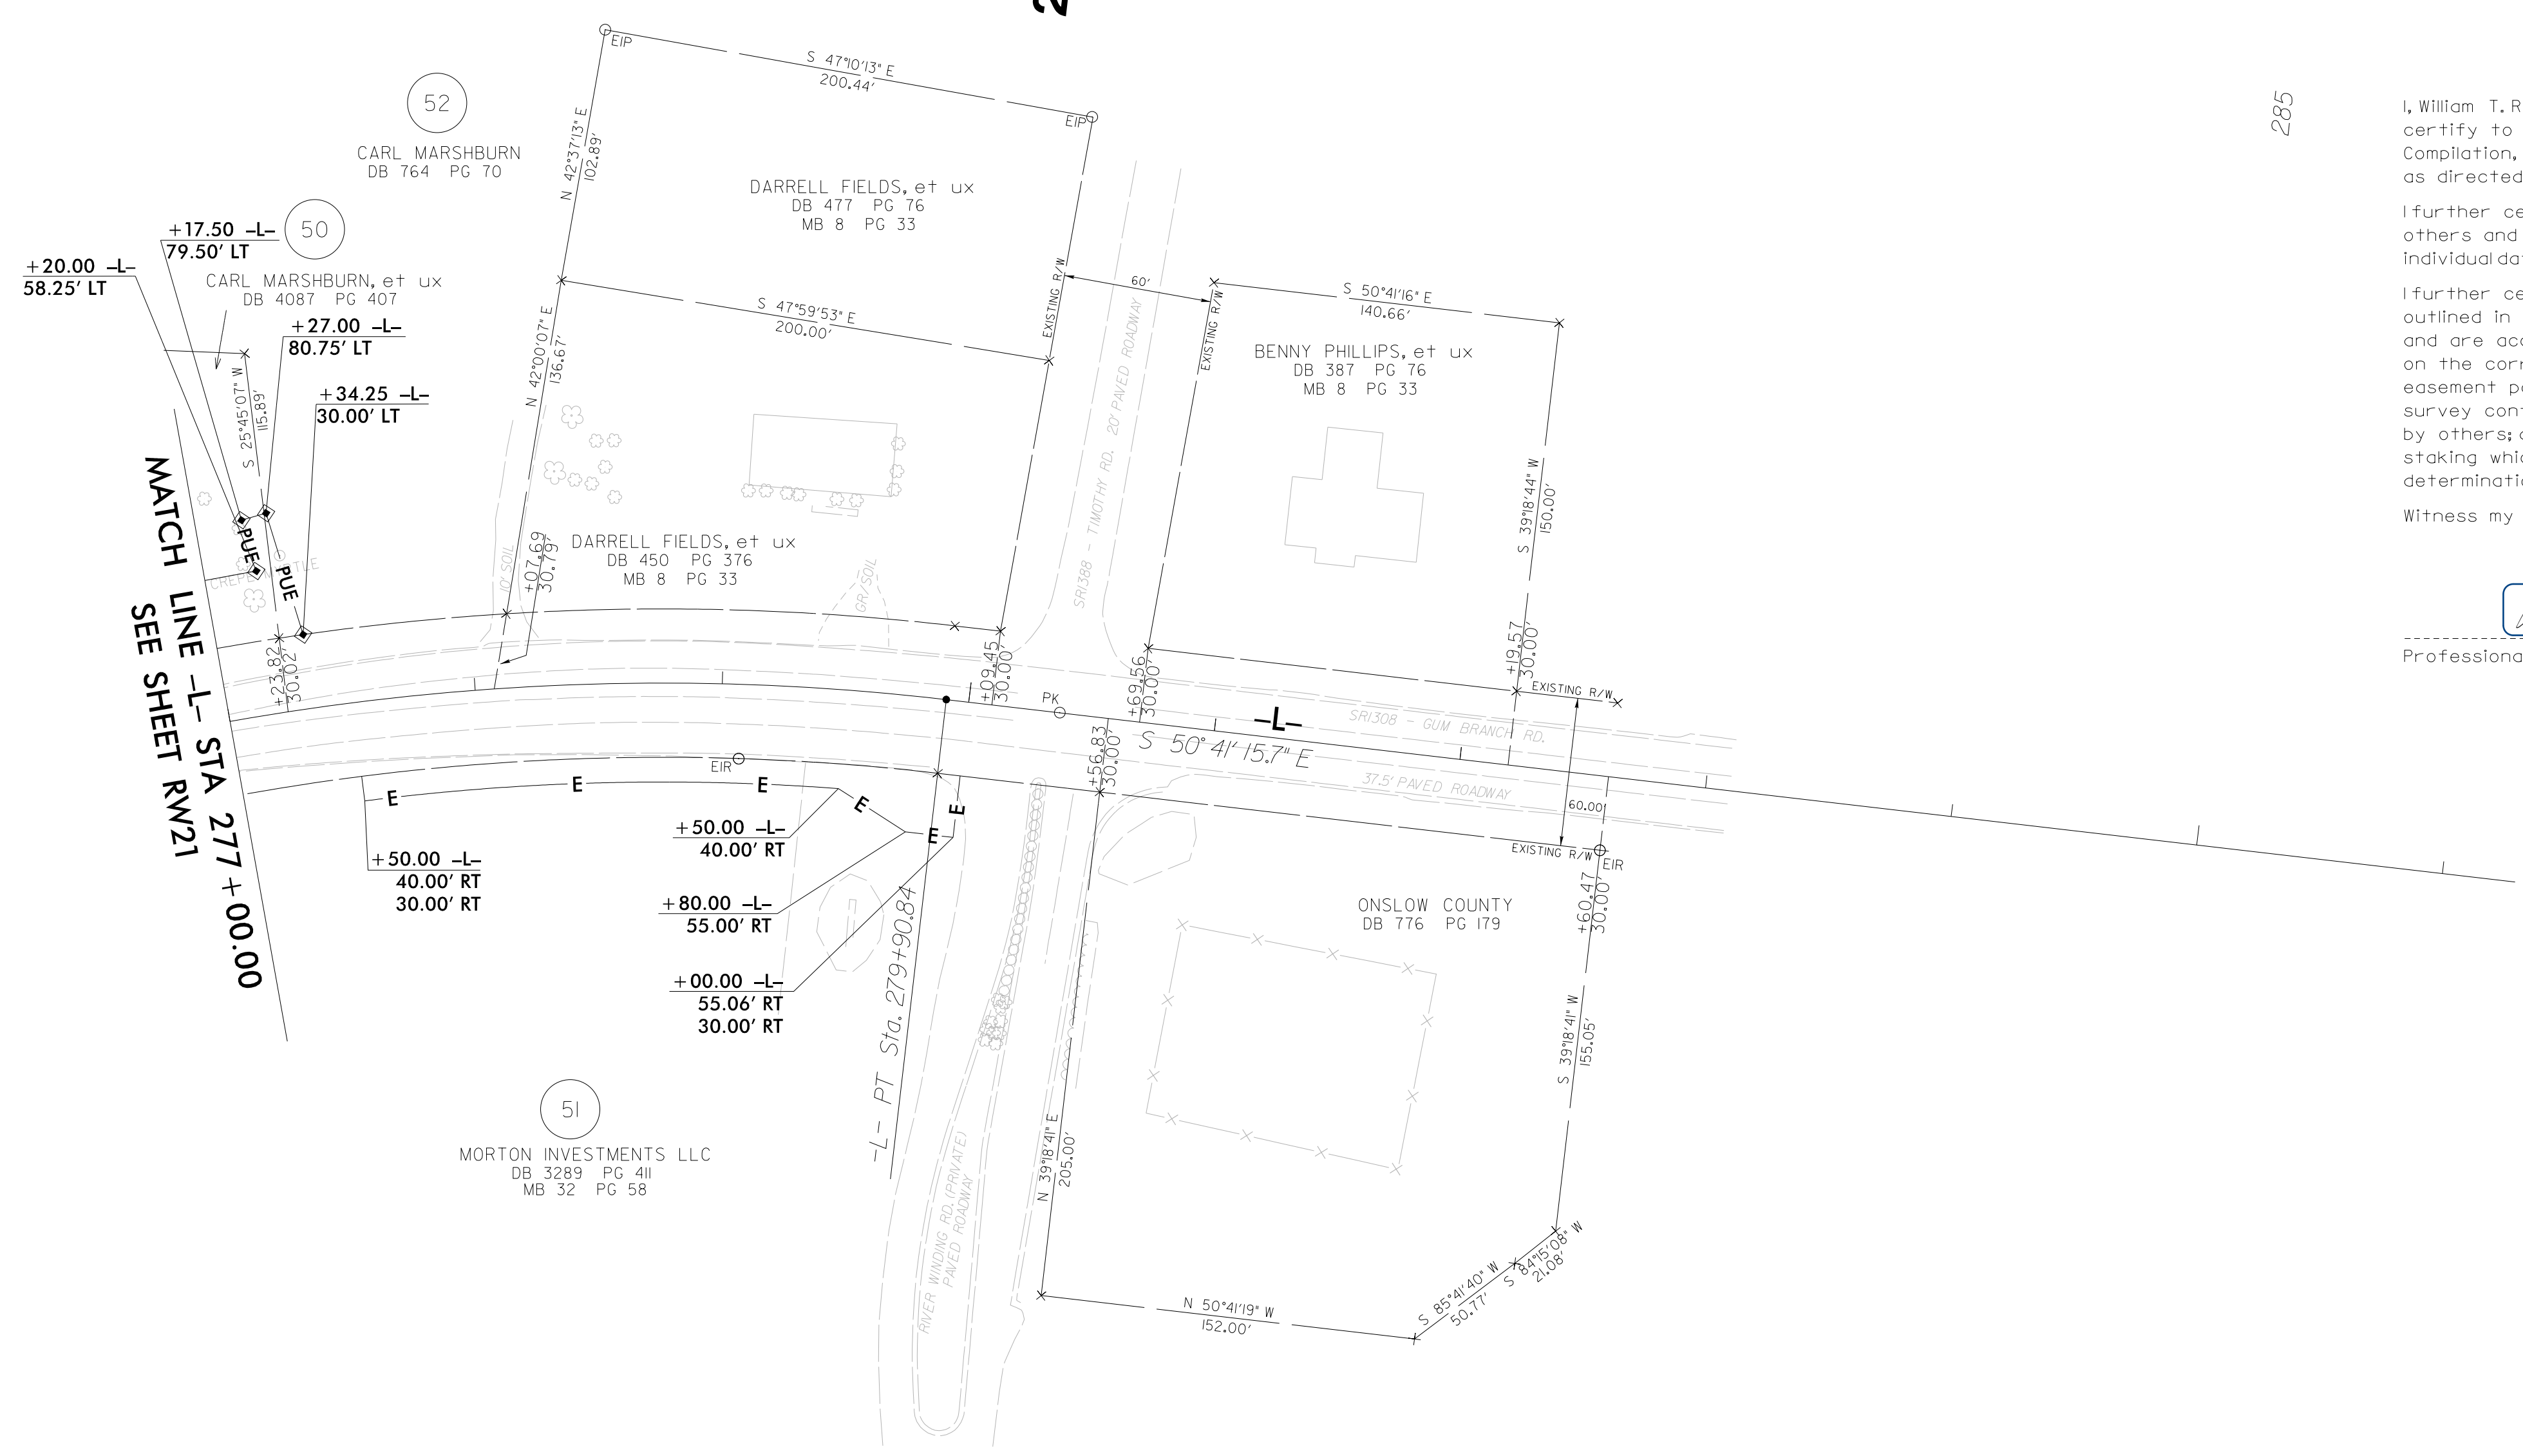 2
EIP
S 47°10'13" E
200.44'
EIP
52
CARL MARSHBURN
DB 764 PG 70
N 42°37'13" E
102.89'
DARRELL FIELDS, et ux
DB 477 PG 76
MB 8 PG 33
285
I, William T. R
certify to
Compilation,
as directed
I further ce
others and
individual da
I further ce
outlined in
and are acc
on the corr
easement po
survey cont
by others; 
staking whic
determinatio
Witness my
Professiona
+17.50 -L-
79.50' LT
50
+20.00 -L-
58.25' LT
CARL MARSHBURN, et ux
DB 4087 PG 407
+27.00 -L-
80.75' LT
+34.25 -L-
30.00' LT
S 25°45'07" W
115.89'
N 42°00'07" E
136.67'
S 47°59'53" E
200.00'
EXISTING R/W
60'
EXISTING R/W
SR1388 - TIMOTHY RD. 20' PAVED ROADWAY
S 50°41'16" E
140.66'
BENNY PHILLIPS, et ux
DB 387 PG 76
MB 8 PG 33
S 39°18'44" W
150.00'
PUE
PUE
CREPE MYRTLE
10' SOIL
+07.69
30.79'
DARRELL FIELDS, et ux
DB 450 PG 376
MB 8 PG 33
GR/SOIL
MATCH LINE -L- STA 277+00.00
SEE SHEET RW21
+23.82
30.02'
+09.45
30.00'
PK
+69.56
30.00'
+19.57
30.00'
EXISTING R/W
-L-
SR1308 - GUM BRANCH RD.
S 50°41'15.7" E
+56.83
30.00'
37.5' PAVED ROADWAY
60.00'
EXISTING R/W
EIR
EIR
E
E
E
E
E
E
+50.00 -L-
40.00' RT
30.00' RT
+50.00 -L-
40.00' RT
+80.00 -L-
55.00' RT
+00.00 -L-
55.06' RT
30.00' RT
-L- PT Sta. 279+90.84
ONSLOW COUNTY
DB 776 PG 179
+60.47
30.00'
S 39°18'41" W
155.05'
N 39°18'41" E
205.00'
51
MORTON INVESTMENTS LLC
DB 3289 PG 411
MB 32 PG 58
RIVER WINDING RD. (PRIVATE)
PAVED ROADWAY
S 84°15'08" W
21.08'
S 85°41'40" W
50.77'
N 50°41'19" W
152.00'